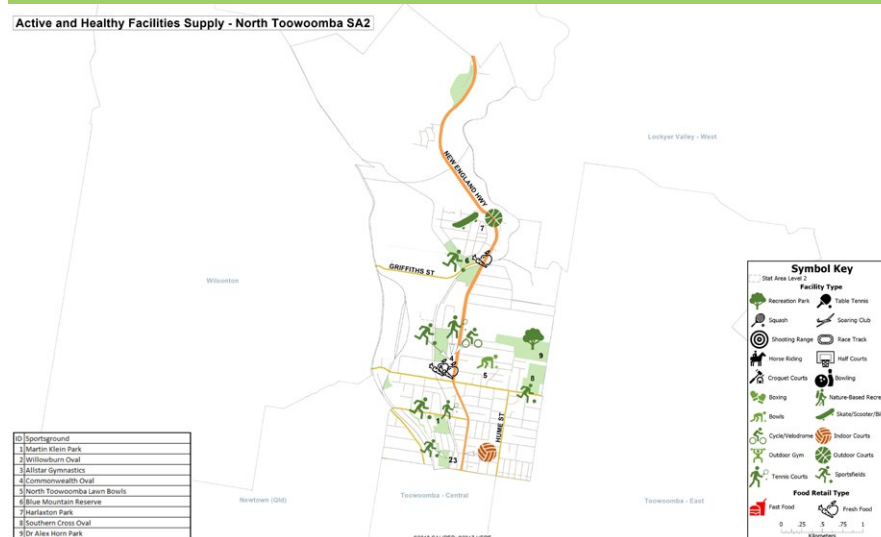 Active and Healthy Facilities Supply - North Toowoomba SA2
Lockyer Valley - West
NEW ENGLAND HWY
7
6
GRIFFITHS ST
Wilsonton
4
9
5
8
1
HUME ST
23
Newtown (Qld)
Toowoomba - Central
Toowoomba - East
ID Sportsground
1 Martin Klein Park
2 Willowburn Oval
3 Allstar Gymnastics
4 Commonwealth Oval
5 North Toowoomba Lawn Bowls
6 Blue Mountain Reserve
7 Harlaxton Park
8 Southern Cross Oval
9 Dr Alex Horn Park
Symbol Key
Stat Area Level 2
Facility Type
Recreation Park Table Tennis
Squash Soaring Club
Shooting Range Race Track
Horse Riding Half Courts
Croquet Courts Bowling
Boxing Nature-Based Recre
Bowls Skate/Scooter/Bl
Cycle/Velodrome Indoor Courts
Outdoor Gym Outdoor Courts
Tennis Courts Sportsfields
Food Retail Type
Fast Food Fresh Food
0 .25 .5 .75 1
Kilometers